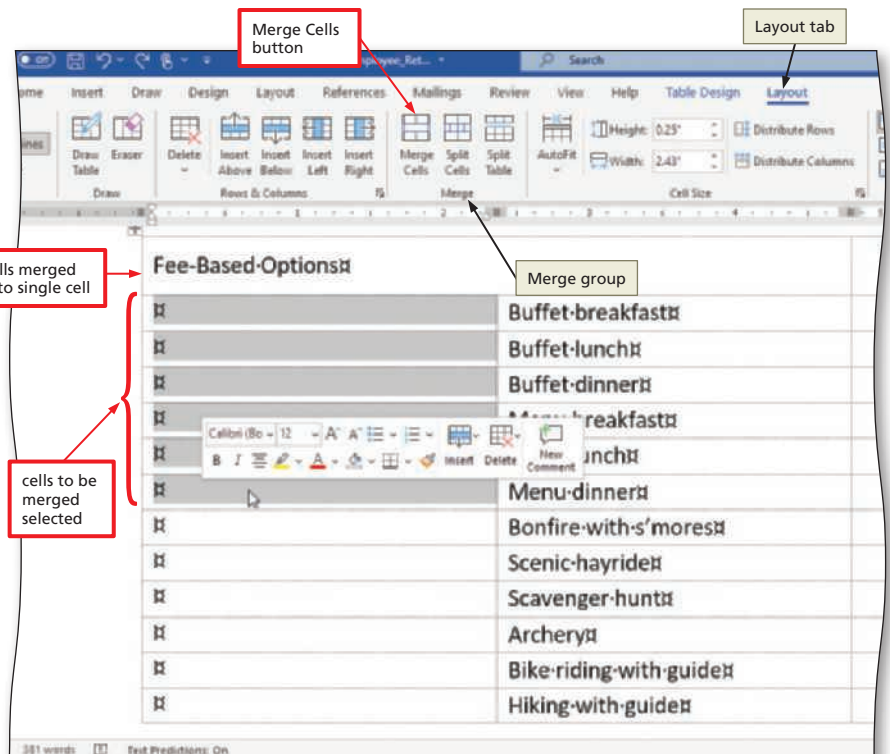 Merge Cells
button
Layout tab
Search
Insert Draw Design Layout References Mailings Review View Help Table Design Layout
Draw
Table
Eraser
Delete
Insert
Above
Insert
Below
Insert
Left
Insert
Right
Merge
Cells
Split
Cells
Split
Table
AutoFit
Height: 0.25"
Width: 2.43"
Distribute Rows
Distribute Columns
Draw
Rows & Columns
Merge
Cell Size
Merge group
to single cell
cells to be
merged
selected
Fee-Based·Options¤
¤ Buffet·breakfast¤
¤ Buffet·lunch¤
¤ Buffet·dinner¤
¤
¤
Calibri (Bo 12 A^ A˅
B I A Insert Delete New
Comment
¤ Menu·dinner¤
¤ Bonfire·with·s'mores¤
¤ Scenic·hayride¤
¤ Scavenger·hunt¤
¤ Archery¤
¤ Bike·riding·with·guide¤
¤ Hiking·with·guide¤
381 words Text Predictions: On